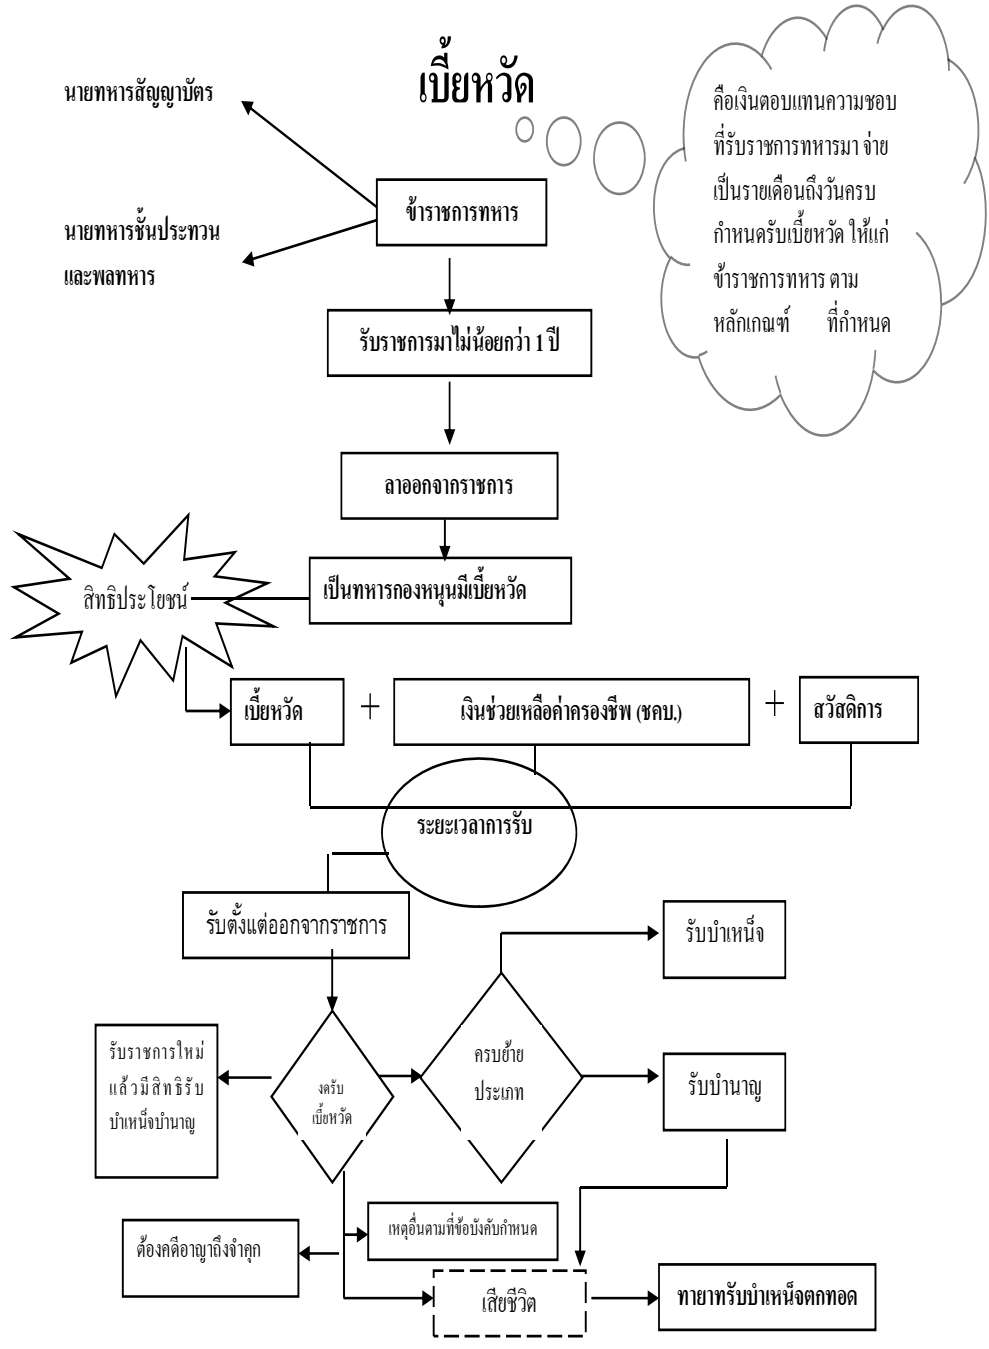 เบี้ยหวัด
นายทหารสัญญาบัตร
คือเงินตอบแทนความชอบ
ที่รับราชการทหารมา จ่าย
เป็นรายเดือนถึงวันครบ
กำหนดรับเบี้ยหวัด ให้แก่
ข้าราชการทหาร ตาม
หลักเกณฑ์ ที่กำหนด
ข้าราชการทหาร
นายทหารชั้นประทวน
และพลทหาร
รับราชการมาไม่น้อยกว่า 1 ปี
ลาออกจากราชการ
เป็นทหารกองหนุนมีเบี้ยหวัด
สิทธิประโยชน์
เบี้ยหวัด
+
เงินช่วยเหลือค่าครองชีพ (ชคบ.)
+
สวัสดิการ
ระยะเวลาการรับ
รับตั้งแต่ออกจากราชการ
รับบำเหน็จ
รับราชการใหม่
แล้วมีสิทธิรับ
บำเหน็จบำนาญ
งดรับ
เบี้ยหวัด
ครบย้าย
ประเภท
รับบำนาญ
เหตุอื่นตามที่ข้อบังคับกำหนด
ต้องคดีอาญาถึงจำคุก
เสียชีวิต
ทายาทรับบำเหน็จตกทอด